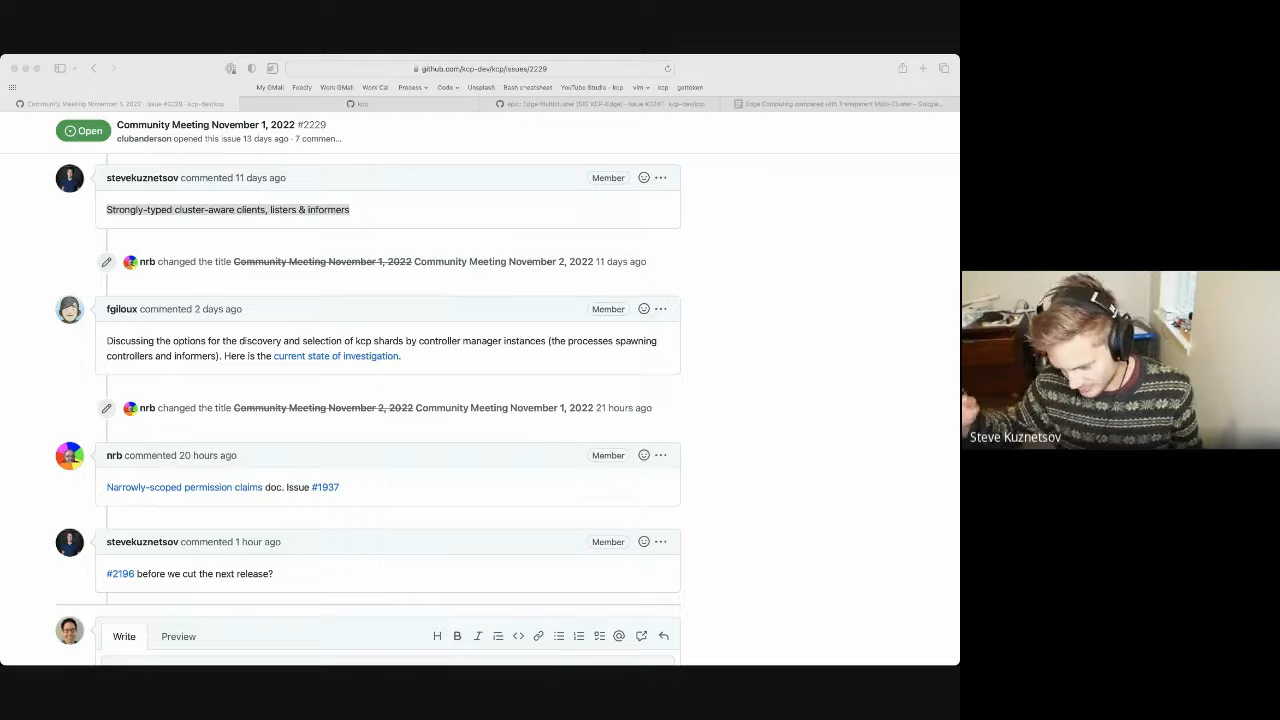 github.com/kcp-dev/kcp/issues/2229
My GMail Feedly Work GMail Work Cal Process Code Unsplash Bash cheatsheet YouTube Studio - kcp vim kcp gettoken
Community Meeting November 1, 2022 · Issue #2229 · kcp-dev/kcp
kcp
epic: Edge Multicluster (SIG KCP-Edge) · Issue #2241 · kcp-dev/kcp
Edge Computing compared with Transparent Multi-Cluster - Google...
Open
Community Meeting November 1, 2022 #2229
clubanderson opened this issue 13 days ago · 7 commen...
stevekuznetsov commented 11 days ago
Member
Strongly-typed cluster-aware clients, listers & informers
nrb changed the title Community Meeting November 1, 2022 Community Meeting November 2, 2022 11 days ago
fgiloux commented 2 days ago
Member
Discussing the options for the discovery and selection of kcp shards by controller manager instances (the processes spawning
controllers and informers). Here is the current state of investigation.
nrb changed the title Community Meeting November 2, 2022 Community Meeting November 1, 2022 21 hours ago
nrb commented 20 hours ago
Member
Narrowly-scoped permission claims doc. Issue #1937
stevekuznetsov commented 1 hour ago
Member
#2196 before we cut the next release?
Write Preview
Steve Kuznetsov